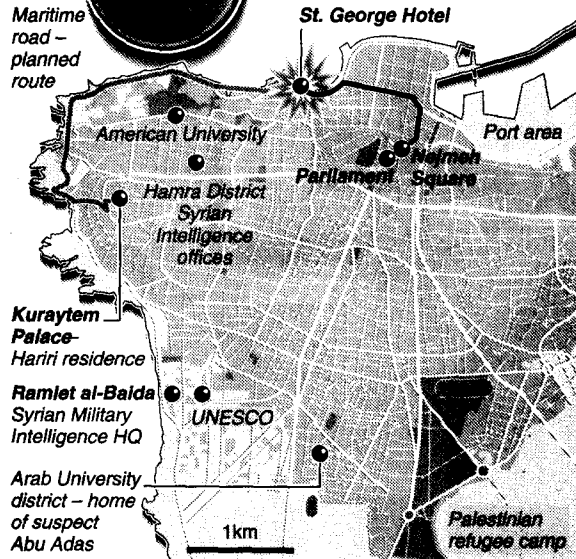 Maritime
road –
planned
route
St. George Hotel
American University
Port area
Parliament
Nejmeh
Square
Hamra District
Syrian
Intelligence
offices
Kuraytem
Palace–
Hariri residence
Ramlet al-Baida
Syrian Military
Intelligence HQ
UNESCO
Arab University
district – home
of suspect
Abu Adas
1km
Palestinian
refugee camp